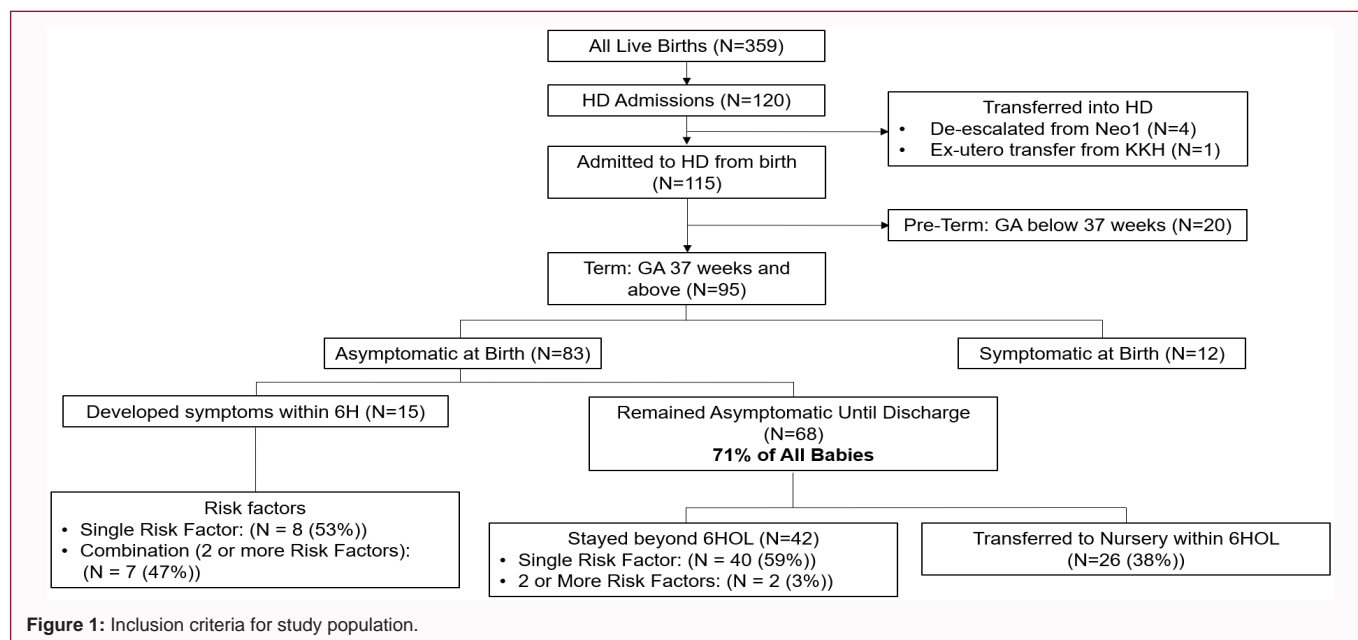 All Live Births (N=359)
HD Admissions (N=120)
Transferred into HD
• De-escalated from Neo1 (N=4)
• Ex-utero transfer from KKH (N=1)
Admitted to HD from birth
(N=115)
Pre-Term: GA below 37 weeks (N=20)
Term: GA 37 weeks and
above (N=95)
Asymptomatic at Birth (N=83)
Symptomatic at Birth (N=12)
Developed symptoms within 6H (N=15)
Remained Asymptomatic Until Discharge
(N=68)
71% of All Babies
Risk factors
• Single Risk Factor: (N = 8 (53%))
• Combination (2 or more Risk Factors):
(N = 7 (47%))
Stayed beyond 6HOL (N=42)
• Single Risk Factor: (N = 40 (59%))
• 2 or More Risk Factors: (N = 2 (3%))
Transferred to Nursery within 6HOL
(N=26 (38%))
Figure 1: Inclusion criteria for study population.